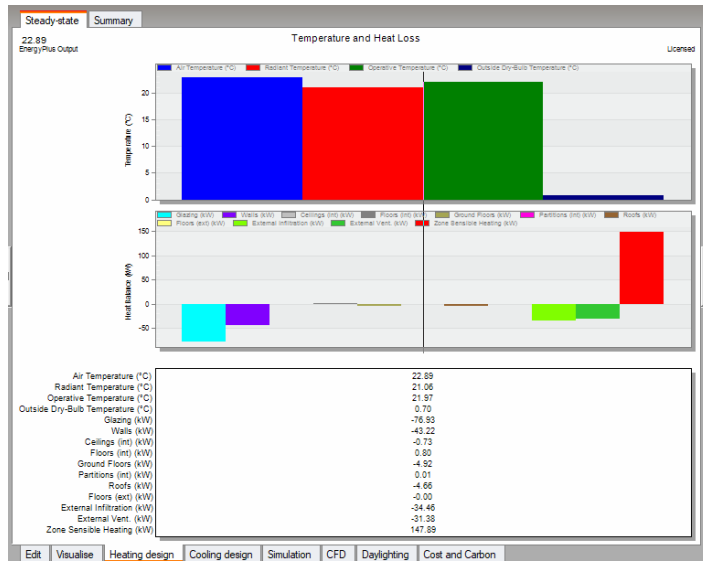 Steady-state Summary
22.89
EnergyPlus Output
Temperature and Heat Loss
Licensed
Air Temperature (°C) Radiant Temperature (°C) Operative Temperature (°C) Outside Dry-Bulb Temperature (°C)
Temperature (°C)
20
15
10
5
0
Glazing (kW) Walls (kW) Ceilings (int) (kW) Floors (int) (kW) Ground Floors (kW) Partitions (int) (kW) Roofs (kW)
Floors (ext) (kW) External Infiltration (kW) External Vent. (kW) Zone Sensible Heating (kW)
Heat Balance (kW)
150
100
50
0
-50
Air Temperature (°C) 22.89
Radiant Temperature (°C) 21.06
Operative Temperature (°C) 21.97
Outside Dry-Bulb Temperature (°C) 0.70
Glazing (kW) -76.93
Walls (kW) -43.22
Ceilings (int) (kW) -0.73
Floors (int) (kW) 0.80
Ground Floors (kW) -4.92
Partitions (int) (kW) 0.01
Roofs (kW) -4.66
Floors (ext) (kW) -0.00
External Infiltration (kW) -34.46
External Vent. (kW) -31.38
Zone Sensible Heating (kW) 147.89
Edit Visualise Heating design Cooling design Simulation CFD Daylighting Cost and Carbon